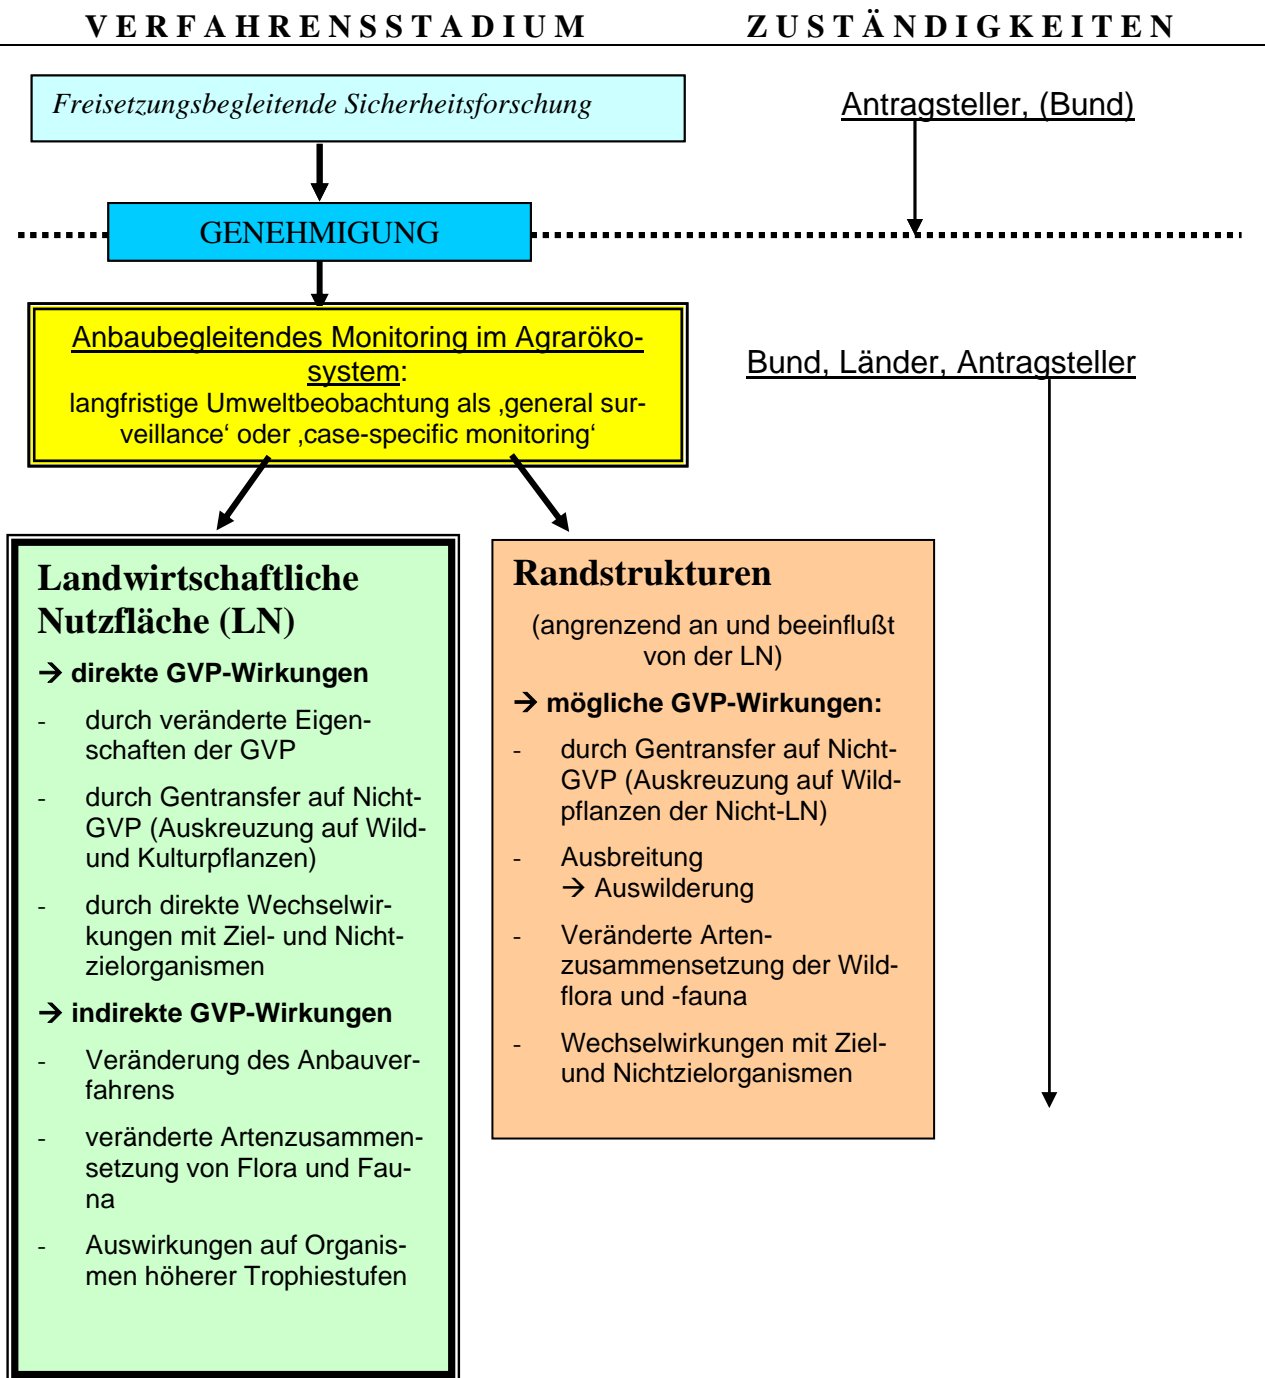 VERFAHRENSSTADIUM ZUSTÄNDIGKEITEN
Freisetzungsbegleitende Sicherheitsforschung
Antragsteller, (Bund)
GENEHMIGUNG
Anbaubegleitendes Monitoring im Agraröko-
system:
langfristige Umweltbeobachtung als ‚general sur-
veillance‘ oder ‚case-specific monitoring‘
Bund, Länder, Antragsteller
Landwirtschaftliche
Nutzfläche (LN)
→ direkte GVP-Wirkungen
- durch veränderte Eigen-
schaften der GVP
- durch Gentransfer auf Nicht-
GVP (Auskreuzung auf Wild-
und Kulturpflanzen)
- durch direkte Wechselwir-
kungen mit Ziel- und Nicht-
zielorganismen
→ indirekte GVP-Wirkungen
- Veränderung des Anbauver-
fahrens
- veränderte Artenzusammen-
setzung von Flora und Fau-
na
- Auswirkungen auf Organis-
men höherer Trophiestufen
Randstrukturen
(angrenzend an und beeinflußt
von der LN)
→ mögliche GVP-Wirkungen:
- durch Gentransfer auf Nicht-
GVP (Auskreuzung auf Wild-
pflanzen der Nicht-LN)
- Ausbreitung
→ Auswilderung
- Veränderte Arten-
zusammensetzung der Wild-
flora und -fauna
- Wechselwirkungen mit Ziel-
und Nichtzielorganismen